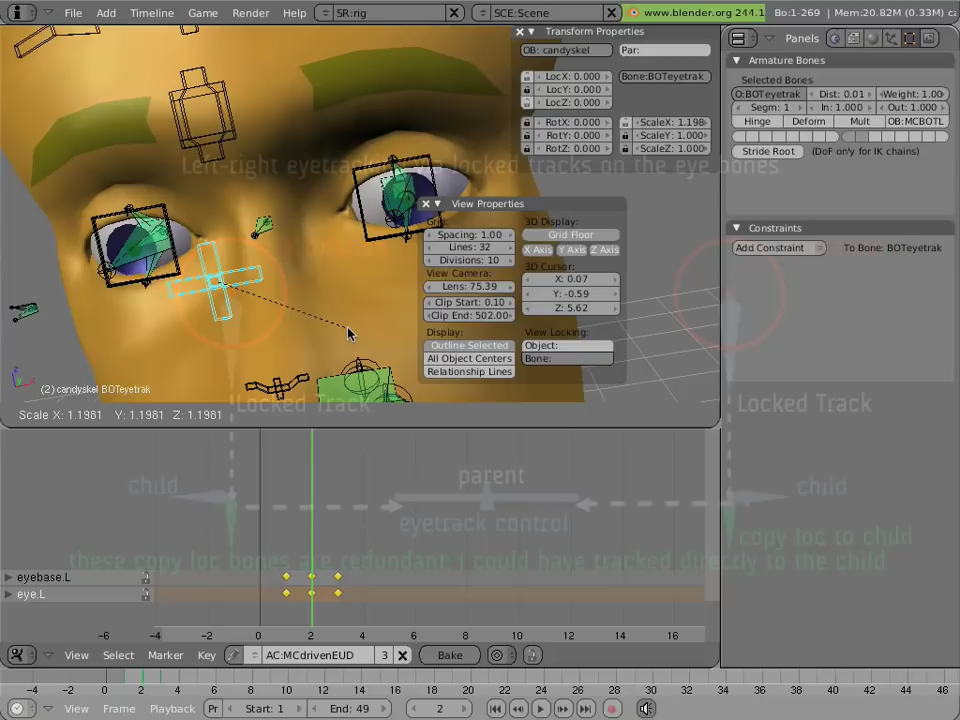 File Add Timeline Game Render Help SR:rig SCE:Scene www.blender.org 244.1 Bo:1-269 | Mem:20.82M (0.33M)
Transform Properties
OB: candyskel Par:
LocX: 0.000 Bone:BOTeyetrak
LocY: 0.000
LocZ: 0.000
RotX: 0.000 ScaleX: 1.198
RotY: 0.000 ScaleY: 1.000
RotZ: 0.000 ScaleZ: 1.000
Panels
Armature Bones
Selected Bones
O:BOTeyetrak Dist: 0.01 Weight: 1.00
Segm: 1 In: 1.000 Out: 1.000
Hinge Deform Mult OB:MCBOTL
Stride Root (DoF only for IK chains)
Constraints
Add Constraint To Bone: BOTeyetrak
Left-right eyetrack via locked tracks on the eye bones
View Properties
Grid: 3D Display:
Spacing: 1.00 Grid Floor
Lines: 32 X Axis Y Axis Z Axis
Divisions: 10 3D Cursor:
View Camera: X: 0.07
Lens: 75.39 Y: -0.59
Clip Start: 0.10 Z: 5.62
Clip End: 502.00
Display: View Locking:
Outline Selected Object:
All Object Centers Bone:
Relationship Lines
z
x
(2) candyskel BOTeyetrak
Scale X: 1.1981 Y: 1.1981 Z: 1.1981
Locked Track Locked Track
child parent child
eyetrack control
copy loc to child
these copy loc bones are redundant. I could have tracked directly to the child
eyebase.L
eye.L
-6 -4 -2 0 2 4 6 8 10 12 14 16
View Select Marker Key AC:MCdrivenEUD 3 Bake
-4 -2 0 2 4 6 8 10 12 14 16 18 20 22 24 26 28 30 32 34 36 38 40 42 44 46
View Frame Playback Pr Start: 1 End: 49 2